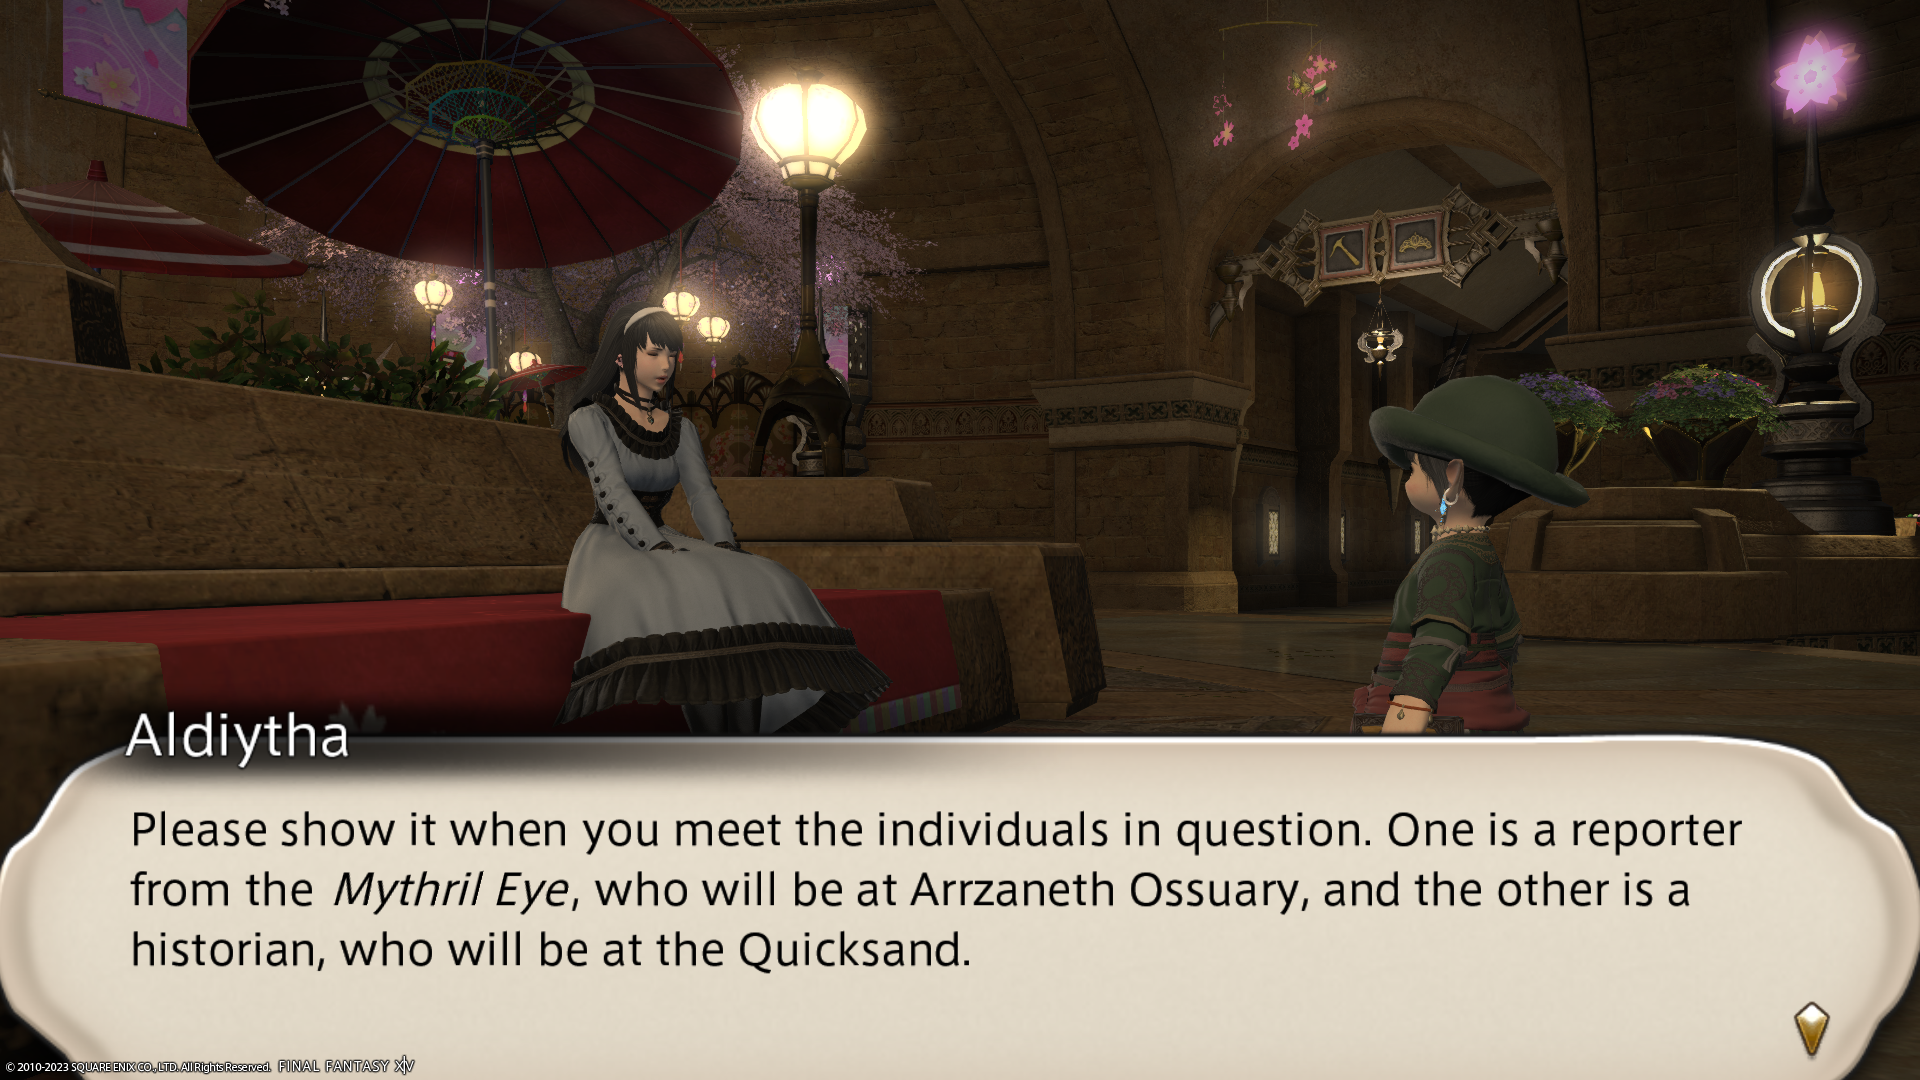 Aldiytha
Please show it when you meet the individuals in question. One is a reporter
from the Mythril Eye, who will be at Arrzaneth Ossuary, and the other is a
historian, who will be at the Quicksand.
© 2010-2023 SQUARE ENIX CO., LTD. All Rights Reserved. FINAL FANTASY XIV